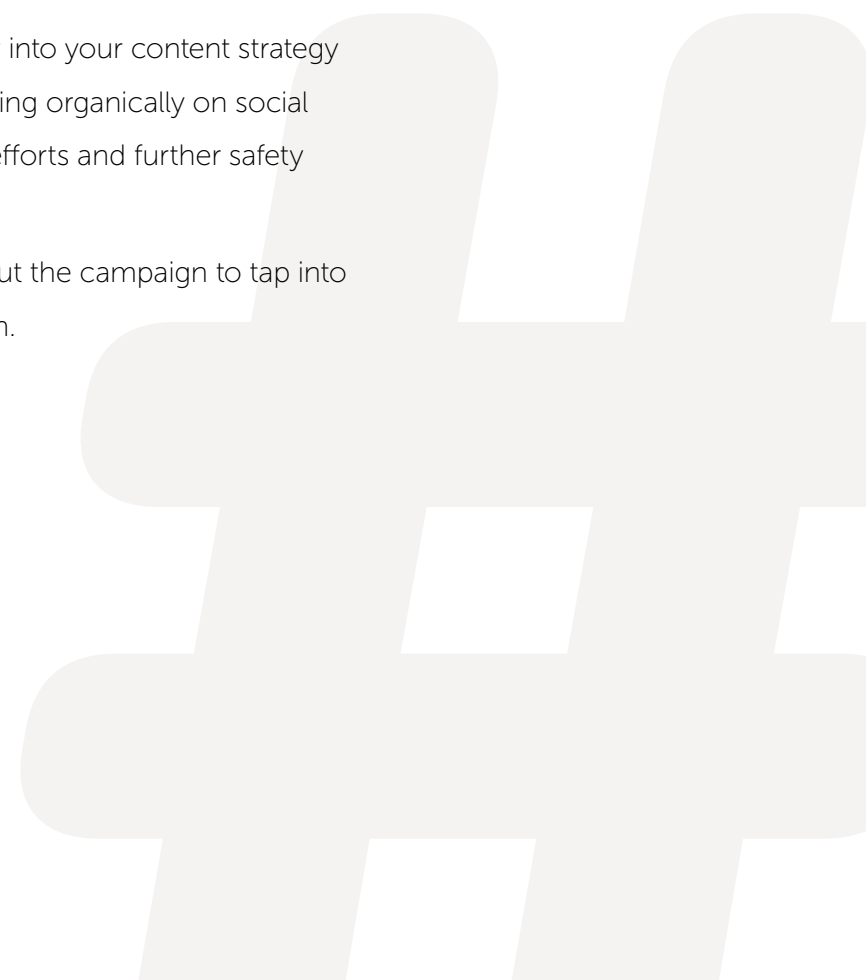 into your content strategy
ing organically on social
efforts and further safety
ut the campaign to tap into